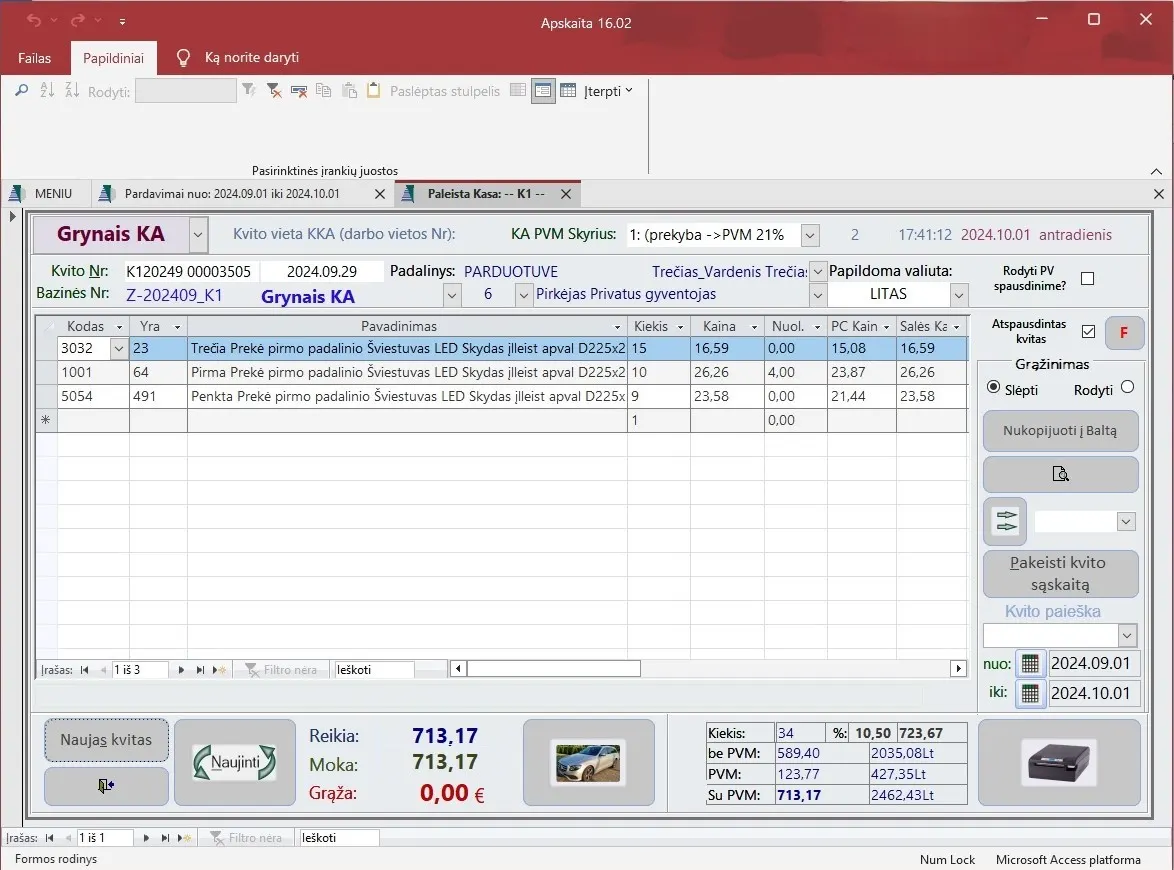 Apskaita 16.02
Failas Papildiniai Ką norite daryti
Rodyti: Paslėptas stulpelis Įterpti
Pasirinktinės įrankių juostos
MENIU Pardavimai nuo: 2024.09.01 iki 2024.10.01 Paleista Kasa: -- K1 --
Grynais KA Kvito vieta KKA (darbo vietos Nr): KA PVM Skyrius: 1: (prekyba ->PVM 21% 2 17:41:12 2024.10.01 antradienis
Kvito Nr: K120249 00003505 2024.09.29 Padalinys: PARDUOTUVE Trečias_Vardenis Trečia: Papildoma valiuta: Rodyti PV
spausdinime?
Bazinės Nr: Z-202409_K1 Grynais KA 6 Pirkėjas Privatus gyventojas LITAS
Kodas Yra Pavadinimas Kiekis Kaina Nuol. PC Kain Salės Ka
3032 23 Trečia Prekė pirmo padalinio Šviestuvas LED Skydas įlleist apval D225x2 15 16,59 0,00 15,08 16,59
1001 64 Pirma Prekė pirmo padalinio Šviestuvas LED Skydas įlleist apval D225x2 10 26,26 4,00 23,87 26,26
5054 491 Penkta Prekė pirmo padalinio Šviestuvas LED Skydas įlleist apval D225x 9 23,58 0,00 21,44 23,58
* 1 0,00
Atspausdintas
kvitas
F
Grąžinimas
Slėpti Rodyti
Nukopijuoti į Baltą
Pakeisti kvito
sąskaitą
Kvito paieška
nuo: 2024.09.01
iki: 2024.10.01
Įrašas: 1 iš 3 Filtro nėra Ieškoti
Naujas kvitas
Naujinti
Reikia: 713,17
Moka: 713,17
Grąža: 0,00 €
Kiekis: 34 %: 10,50 723,67
be PVM: 589,40 2035,08Lt
PVM: 123,77 427,35Lt
Su PVM: 713,17 2462,43Lt
Įrašas: 1 iš 1 Filtro nėra Ieškoti
Formos rodinys Num Lock Microsoft Access platforma